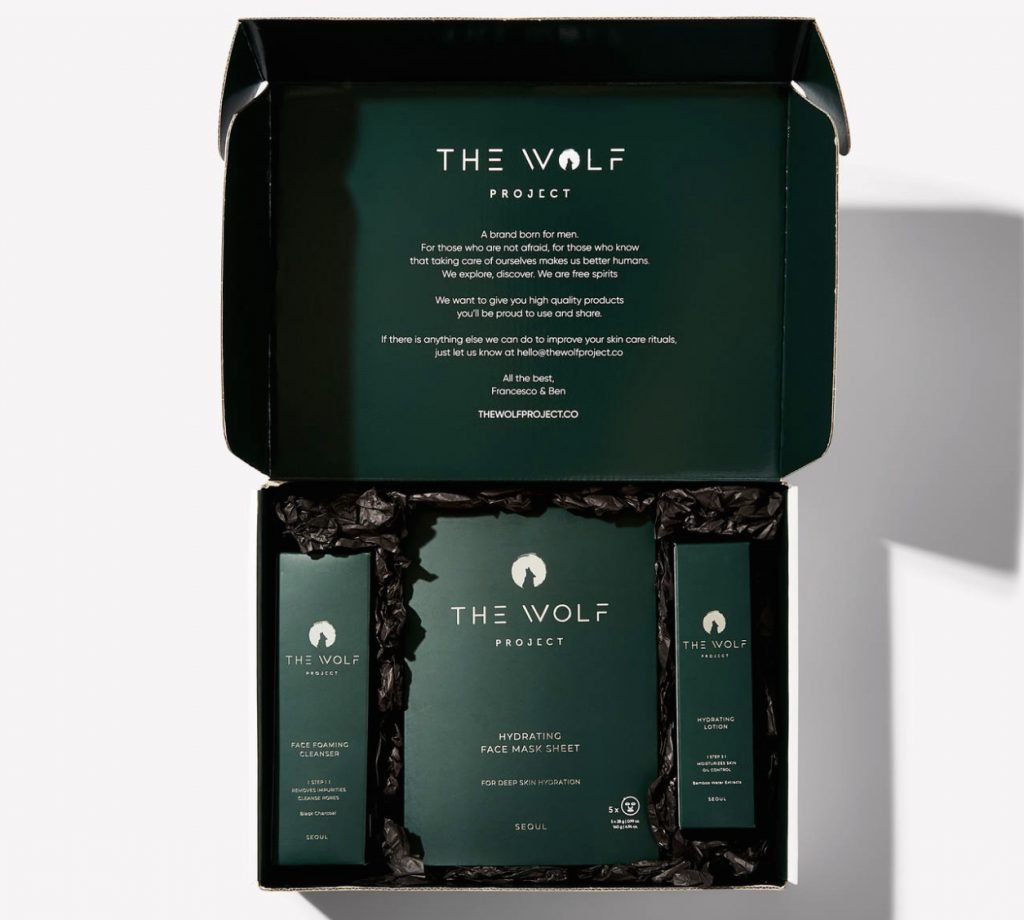 THE WOLF
PROJECT
A brand born for men.
For those who are not afraid, for those who know
that taking care of ourselves makes us better humans.
We explore, discover. We are free spirits
We want to give you high quality products
you'll be proud to use and share.
If there is anything else we can do to improve your skin care rituals,
just let us know at hello@thewolfproject.co
All the best,
Francesco & Ben
THEWOLFPROJECT.CO
THE WOLF
PROJECT
FACE FOAMING
CLEANSER
REMOVES IMPURITIES
CLEANSE PORES
Black Charcoal
SEOUL
THE WOLF
PROJECT
HYDRATING
FACE MASK SHEET
FOR DEEP SKIN HYDRATION
5 x
SEOUL
THE WOLF
PROJECT
HYDRATING
LOTION
MOISTURIZES SKIN
OIL CONTROL
Bamboo Water Extracts
SEOUL